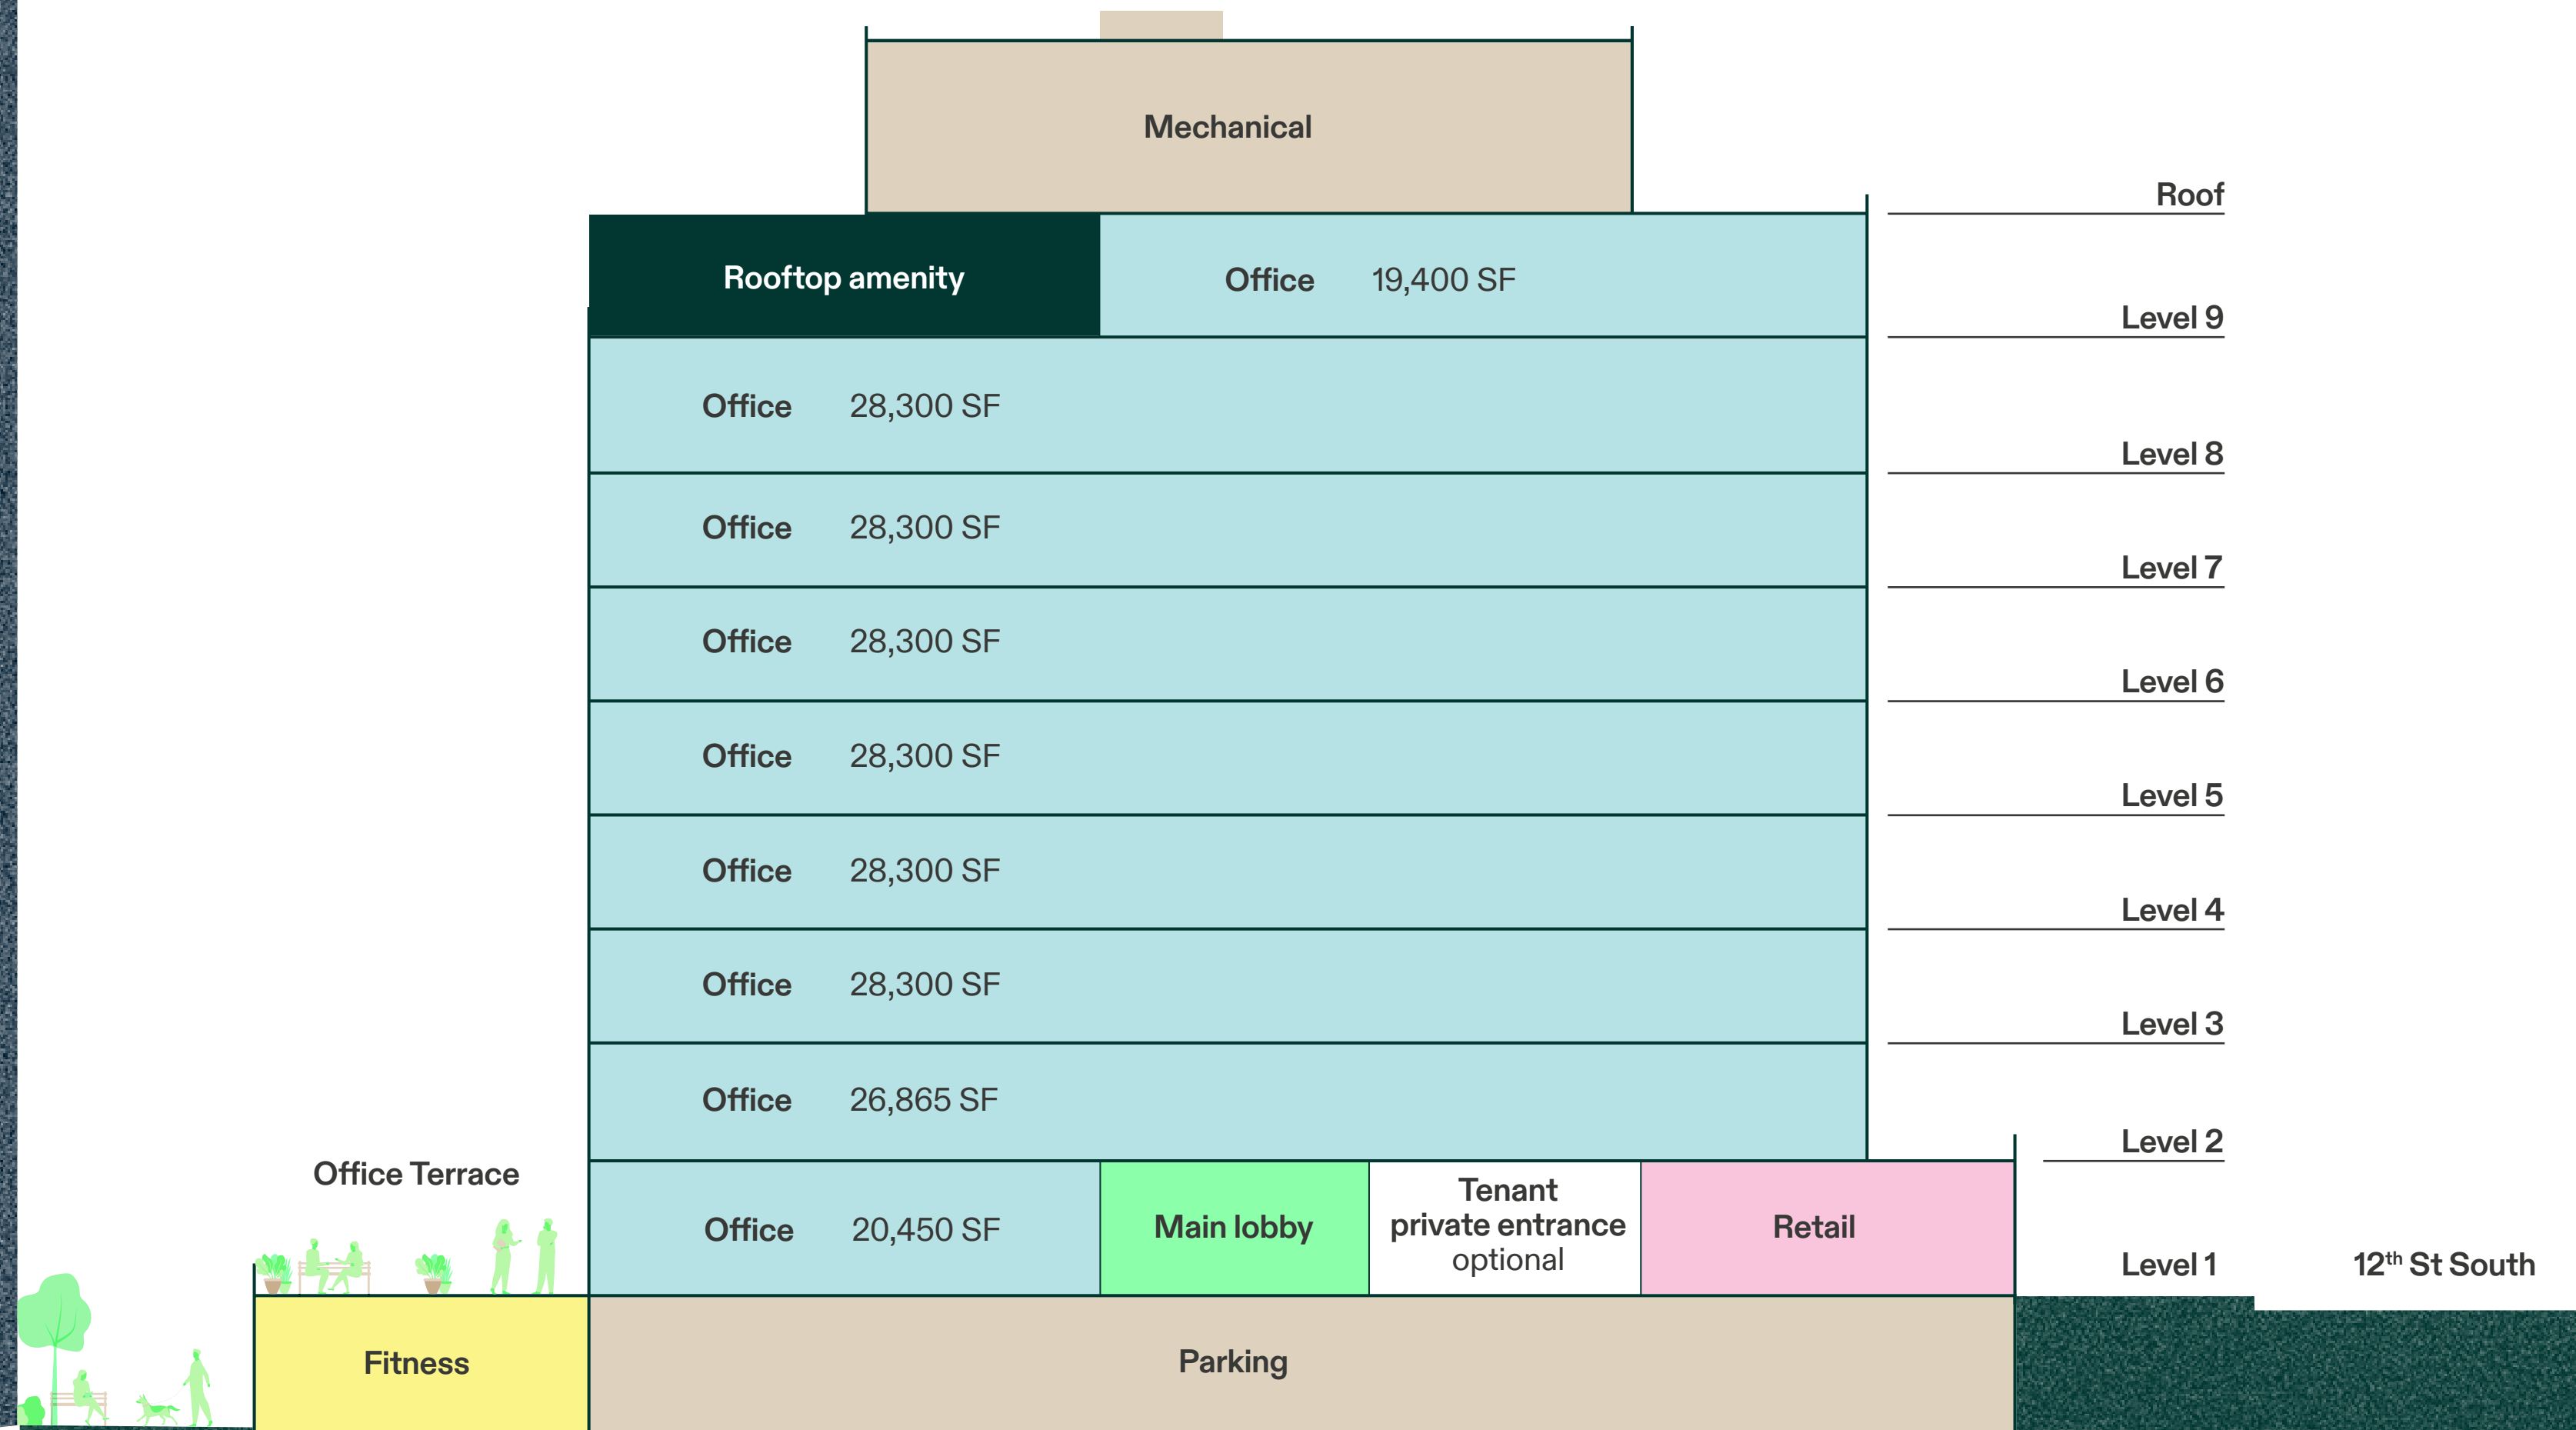 Mechanical
Roof
Rooftop amenity
Office 19,400 SF
Level 9
Office 28,300 SF
Level 8
Office 28,300 SF
Level 7
Office 28,300 SF
Level 6
Office 28,300 SF
Level 5
Office 28,300 SF
Level 4
Office 28,300 SF
Level 3
Office 26,865 SF
Level 2
Office Terrace
Office 20,450 SF
Main lobby
Tenant
private entrance
optional
Retail
Level 1
12th St South
Fitness
Parking